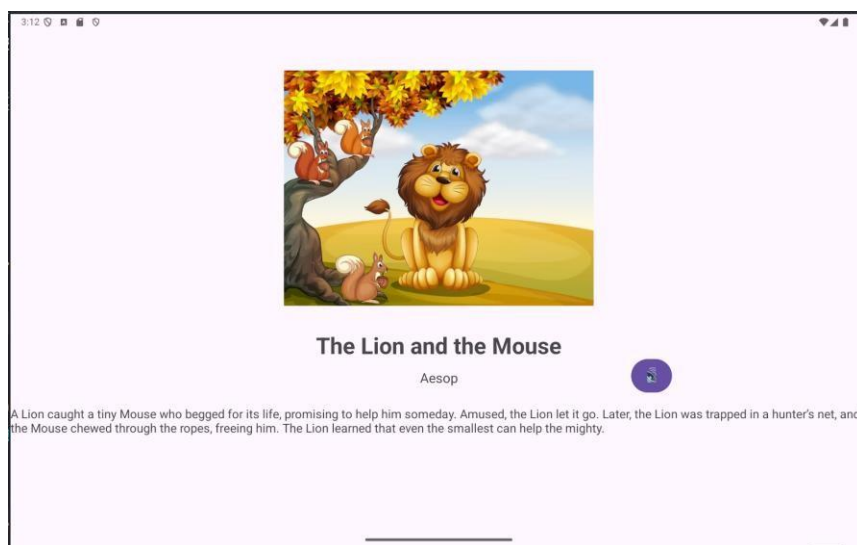 3:12
The Lion and the Mouse
Aesop
A Lion caught a tiny Mouse who begged for its life, promising to help him someday. Amused, the Lion let it go. Later, the Lion was trapped in a hunter's net, and
the Mouse chewed through the ropes, freeing him. The Lion learned that even the smallest can help the mighty.